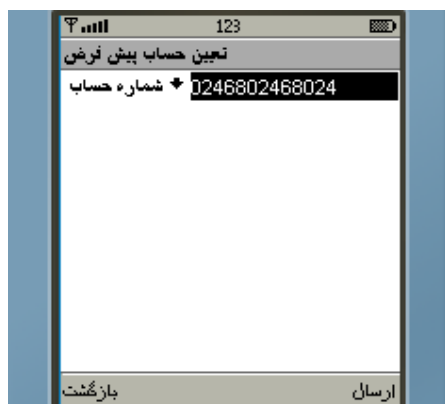 123
تعیین حساب پیش فرض
شماره حساب 0246802468024
ارسال
بازگشت